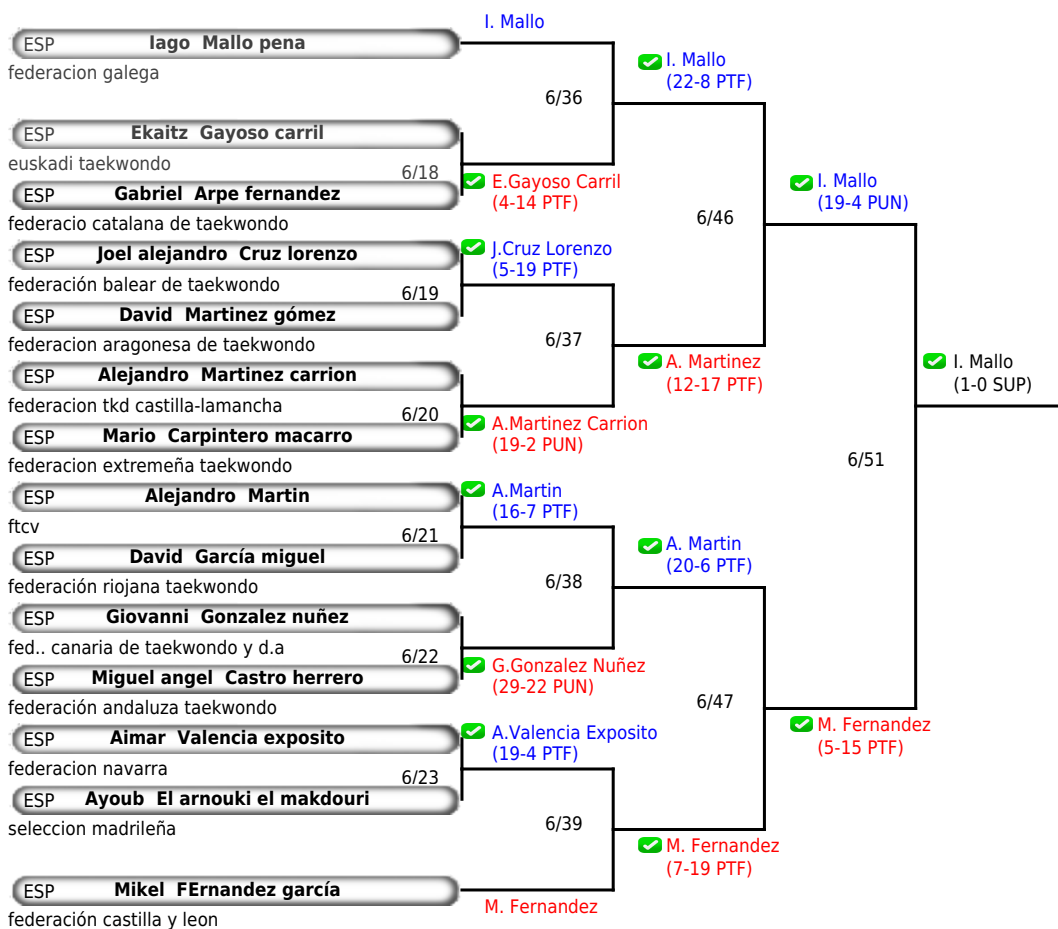 I. Mallo
ESP Iago Mallo pena
federacion galega
I. Mallo
(22-8 PTF)
6/36
ESP Ekaitz Gayoso carril
euskadi taekwondo
6/18
E.Gayoso Carril
(4-14 PTF)
ESP Gabriel Arpe fernandez
federacio catalana de taekwondo
I. Mallo
(19-4 PUN)
6/46
ESP Joel alejandro Cruz lorenzo
federación balear de taekwondo
J.Cruz Lorenzo
(5-19 PTF)
6/19
ESP David Martinez gómez
federacion aragonesa de taekwondo
6/37
ESP Alejandro Martinez carrion
federacion tkd castilla-lamancha
A. Martinez
(12-17 PTF)
I. Mallo
(1-0 SUP)
6/20
ESP Mario Carpintero macarro
federacion extremeña taekwondo
A.Martinez Carrion
(19-2 PUN)
6/51
ESP Alejandro Martin
ftcv
A.Martin
(16-7 PTF)
6/21
ESP David García miguel
federación riojana taekwondo
A. Martin
(20-6 PTF)
6/38
ESP Giovanni Gonzalez nuñez
fed.. canaria de taekwondo y d.a
6/22
G.Gonzalez Nuñez
(29-22 PUN)
ESP Miguel angel Castro herrero
federación andaluza taekwondo
6/47
M. Fernandez
(5-15 PTF)
ESP Aimar Valencia exposito
federacion navarra
A.Valencia Exposito
(19-4 PTF)
6/23
ESP Ayoub El arnouki el makdouri
seleccion madrileña
6/39
M. Fernandez
(7-19 PTF)
ESP Mikel FErnandez garcía
federación castilla y leon
M. Fernandez